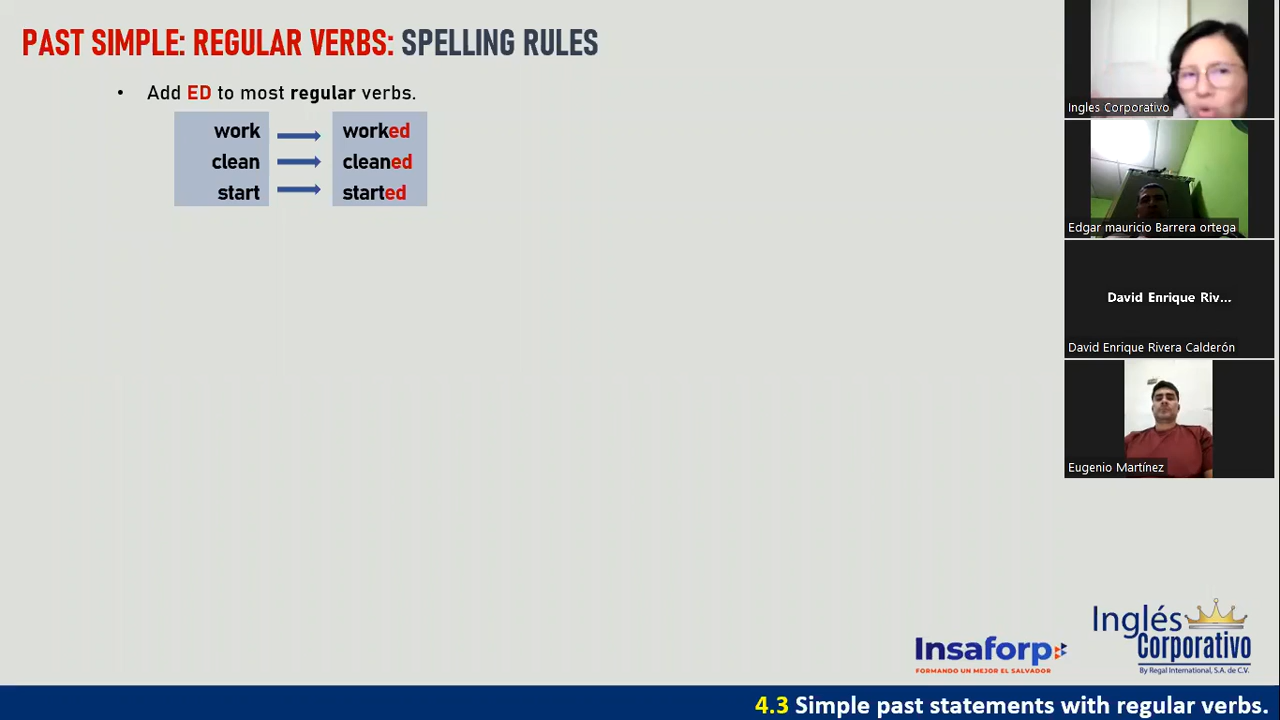 PAST SIMPLE: REGULAR VERBS: SPELLING RULES
• Add ED to most regular verbs.
work worked
clean cleaned
start started
Ingles Corporativo
Edgar mauricio Barrera ortega
David Enrique Riv...
David Enrique Rivera Calderón
Eugenio Martínez
Insaforp
FORMANDO UN MEJOR EL SALVADOR
Inglés
Corporativo
By Regal International, S.A. de C.V.
4.3 Simple past statements with regular verbs.